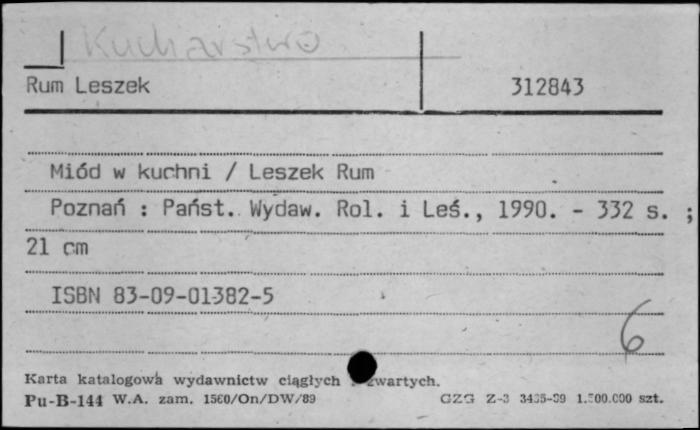 Kucharstwo
Rum Leszek 312843
Miód w kuchni / Leszek Rum
Poznań : Państ. Wydaw. Rol. i Leś., 1990. - 332 s. ;
21 cm
ISBN 83-09-01382-5
6
Karta katalogowa wydawnictw ciągłych zwartych.
Pu-B-144 W.A. zam. 1560/On/DW/89 GZG Z-3 3435-89 1.500.000 szt.